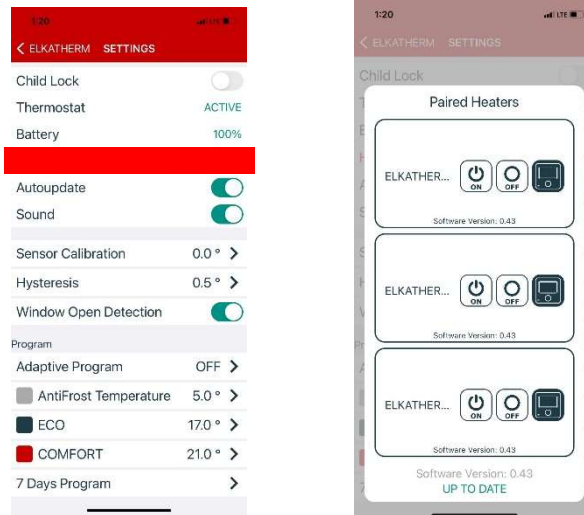 1:20
LTE
ELKATHERM SETTINGS
Child Lock
Thermostat ACTIVE
Battery 100%
Autoupdate
Sound
Sensor Calibration 0.0 °
Hysteresis 0.5 °
Window Open Detection
Program
Adaptive Program OFF
AntiFrost Temperature 5.0 °
ECO 17.0 °
COMFORT 21.0 °
7 Days Program
1:20 LTE
ELKATHERM SETTINGS
Child Lock
Paired Heaters
ELKATHER... ON OFF
Software Version: 0.43
ELKATHER... ON OFF
Software Version: 0.43
ELKATHER... ON OFF
Software Version: 0.43
Software Version: 0.43
UP TO DATE